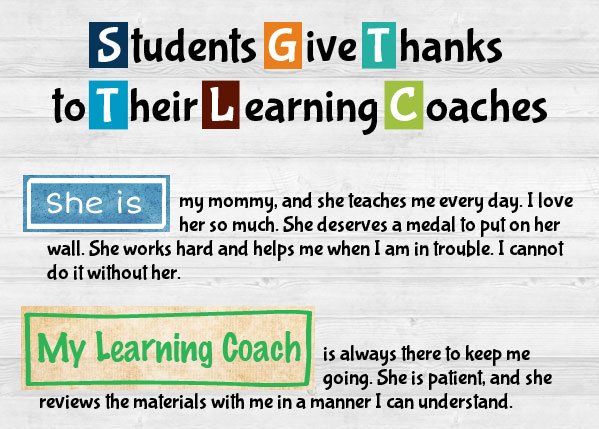 Students Give Thanks
to Their Learning Coaches
She is my mommy, and she teaches me every day. I love
her so much. She deserves a medal to put on her
wall. She works hard and helps me when I am in trouble. I cannot
do it without her.
My Learning Coach is always there to keep me
going. She is patient, and she
reviews the materials with me in a manner I can understand.